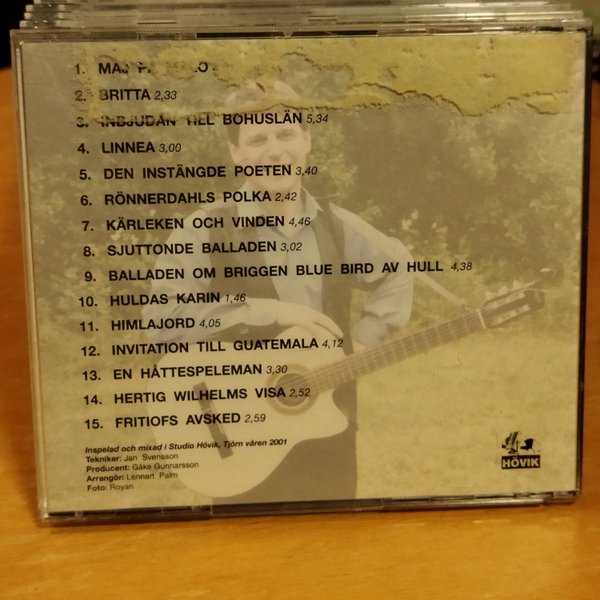 1. MAJ
2. BRITTA 2,33
3. INBJUDAN TILL BOHUSLÄN 5,34
4. LINNEA 3,00
5. DEN INSTÄNGDE POETEN 3,40
6. RÖNNERDAHLS POLKA 2,42
7. KÄRLEKEN OCH VINDEN 4,46
8. SJUTTONDE BALLADEN 3,02
9. BALLADEN OM BRIGGEN BLUE BIRD AV HULL 4,38
10. HULDAS KARIN 1,46
11. HIMLAJORD 4,05
12. INVITATION TILL GUATEMALA 4,12
13. EN HÅTTESPELEMAN 3,30
14. HERTIG WILHELMS VISA 2,52
15. FRITIOFS AVSKED 2,59
Inspelad och mixad i Studio Hövik, Tjörn våren 2001
Tekniker: Jan Svensson
Producent: Gåke Gunnarsson
Arrangör: Lennart Palm
Foto: Royan
HÖVIK